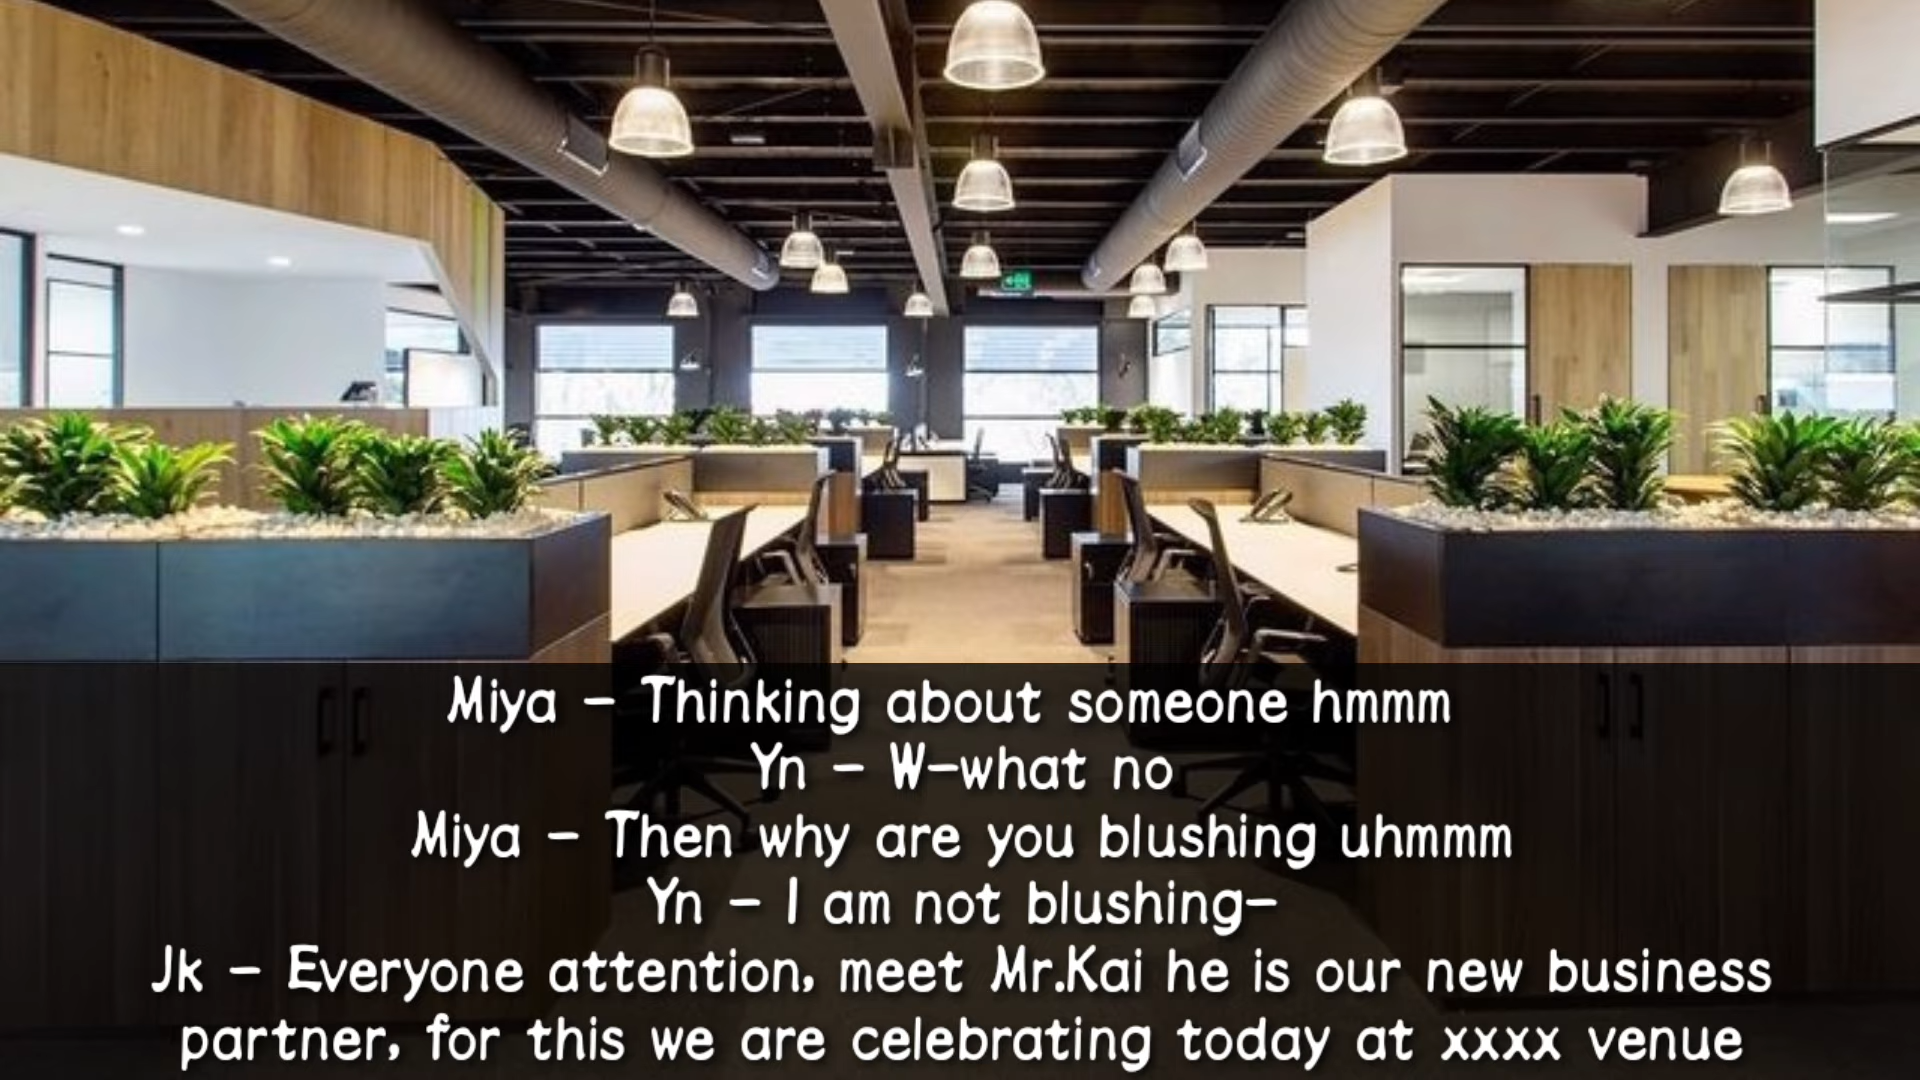 Miya - Thinking about someone hmmm
Yn - W-what no
Miya - Then why are you blushing uhmmm
Yn - I am not blushing-
Jk - Everyone attention, meet Mr.Kai he is our new business
partner, for this we are celebrating today at xxxx venue